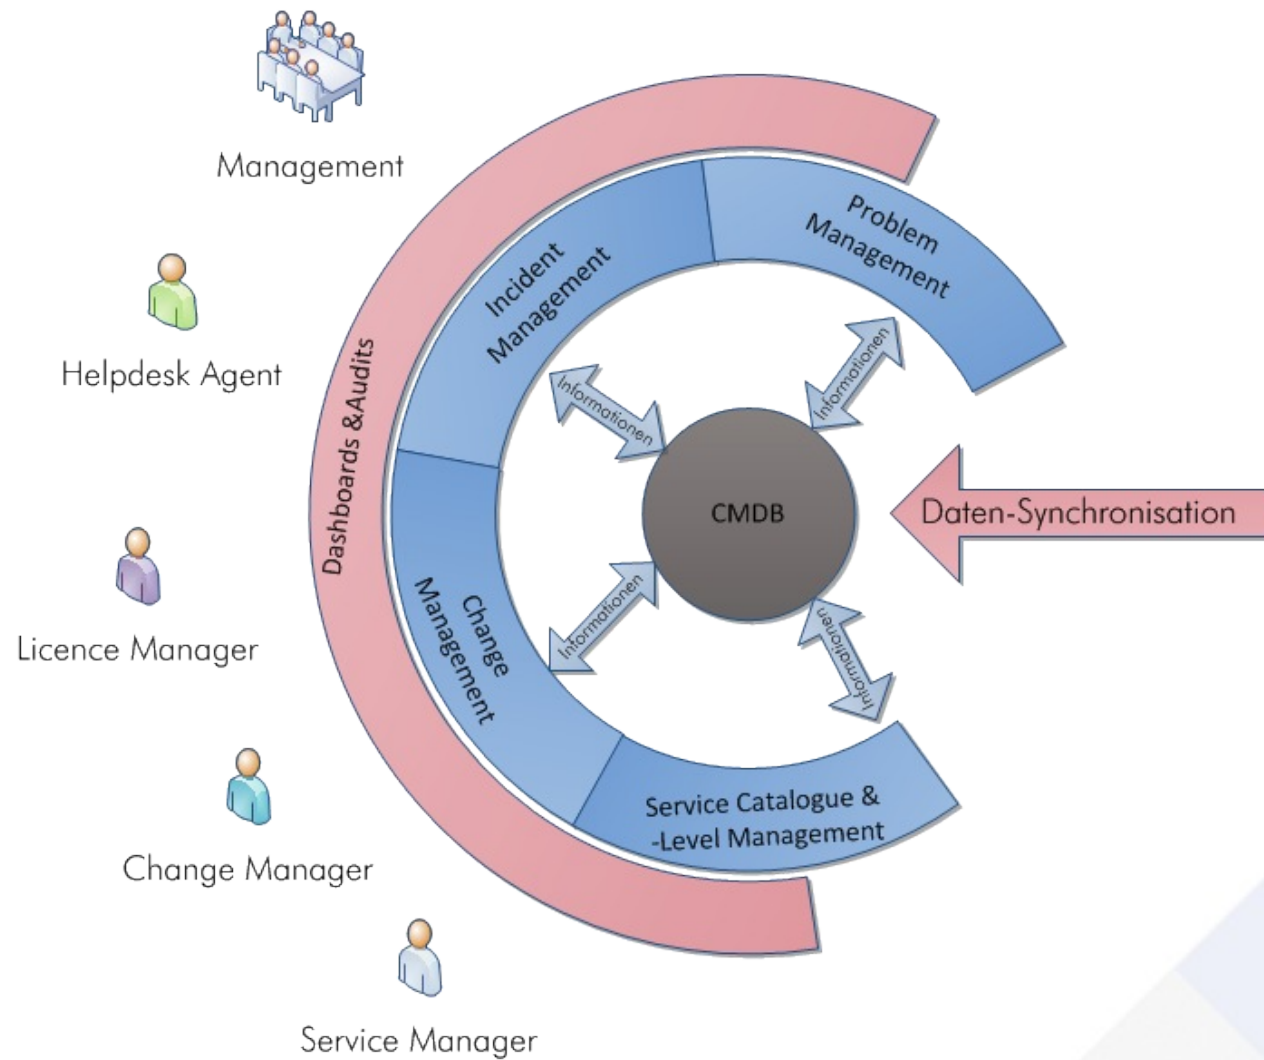 Management
Helpdesk Agent
Licence Manager
Change Manager
Service Manager
Dashboards &Audits
Incident
Management
Problem
Management
Change
Management
Service Catalogue &
-Level Management
Informationen
Informationen
Informationen
Informationen
CMDB
Daten-Synchronisation